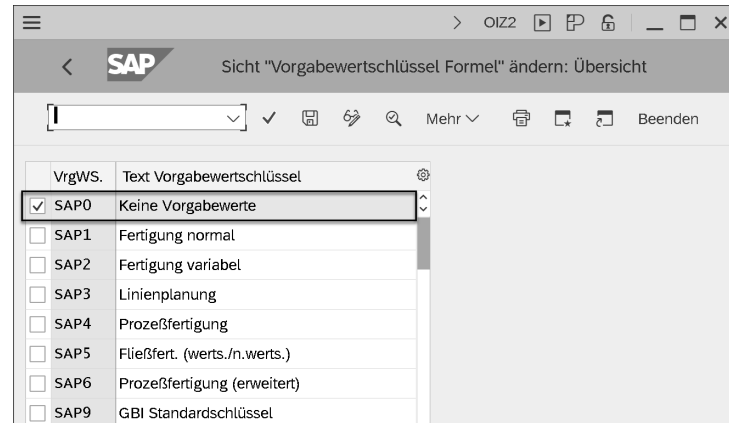 OIZ2
SAP Sicht "Vorgabewertschlüssel Formel" ändern: Übersicht
Mehr Beenden
VrgWS. Text Vorgabewertschlüssel
SAP0 Keine Vorgabewerte
SAP1 Fertigung normal
SAP2 Fertigung variabel
SAP3 Linienplanung
SAP4 Prozeßfertigung
SAP5 Fließfert. (werts./n.werts.)
SAP6 Prozeßfertigung (erweitert)
SAP9 GBI Standardschlüssel